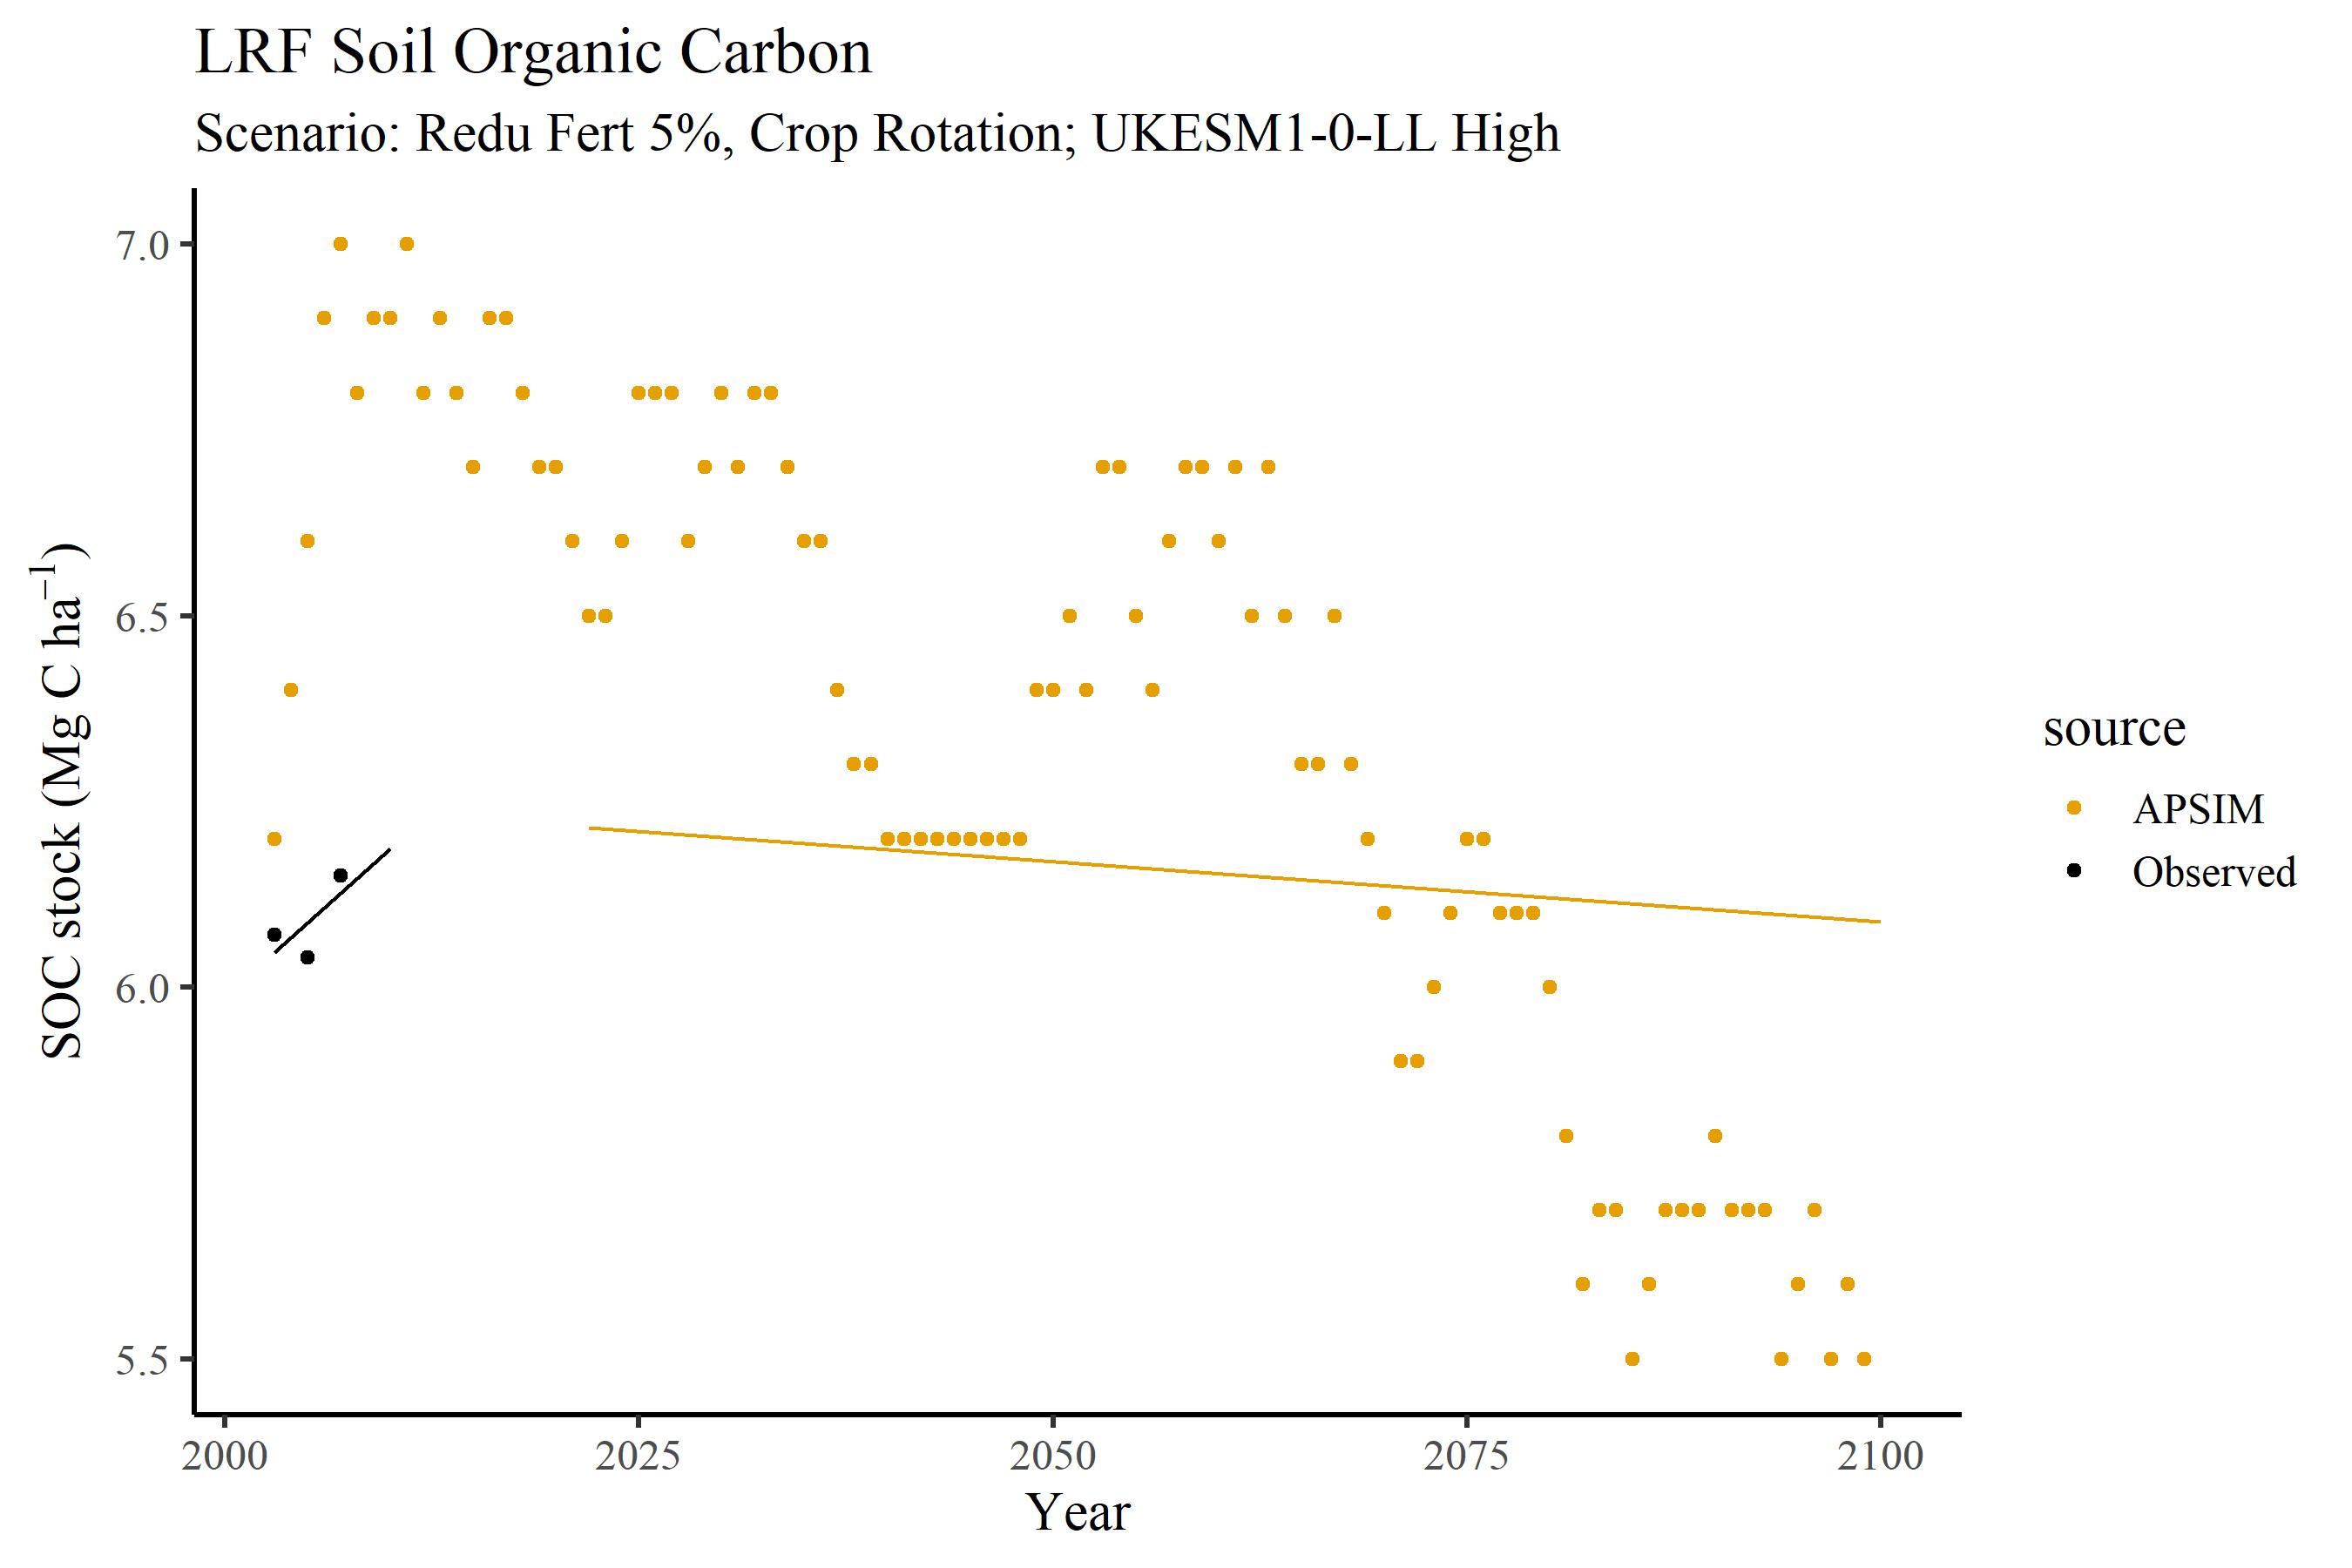 LRF Soil Organic Carbon
Scenario: Redu Fert 5%, Crop Rotation; UKESM1-0-LL High
SOC stock (Mg C ha⁻¹)
7.0
6.5
6.0
5.5
2000
2025
2050
2075
2100
Year
source
APSIM
Observed